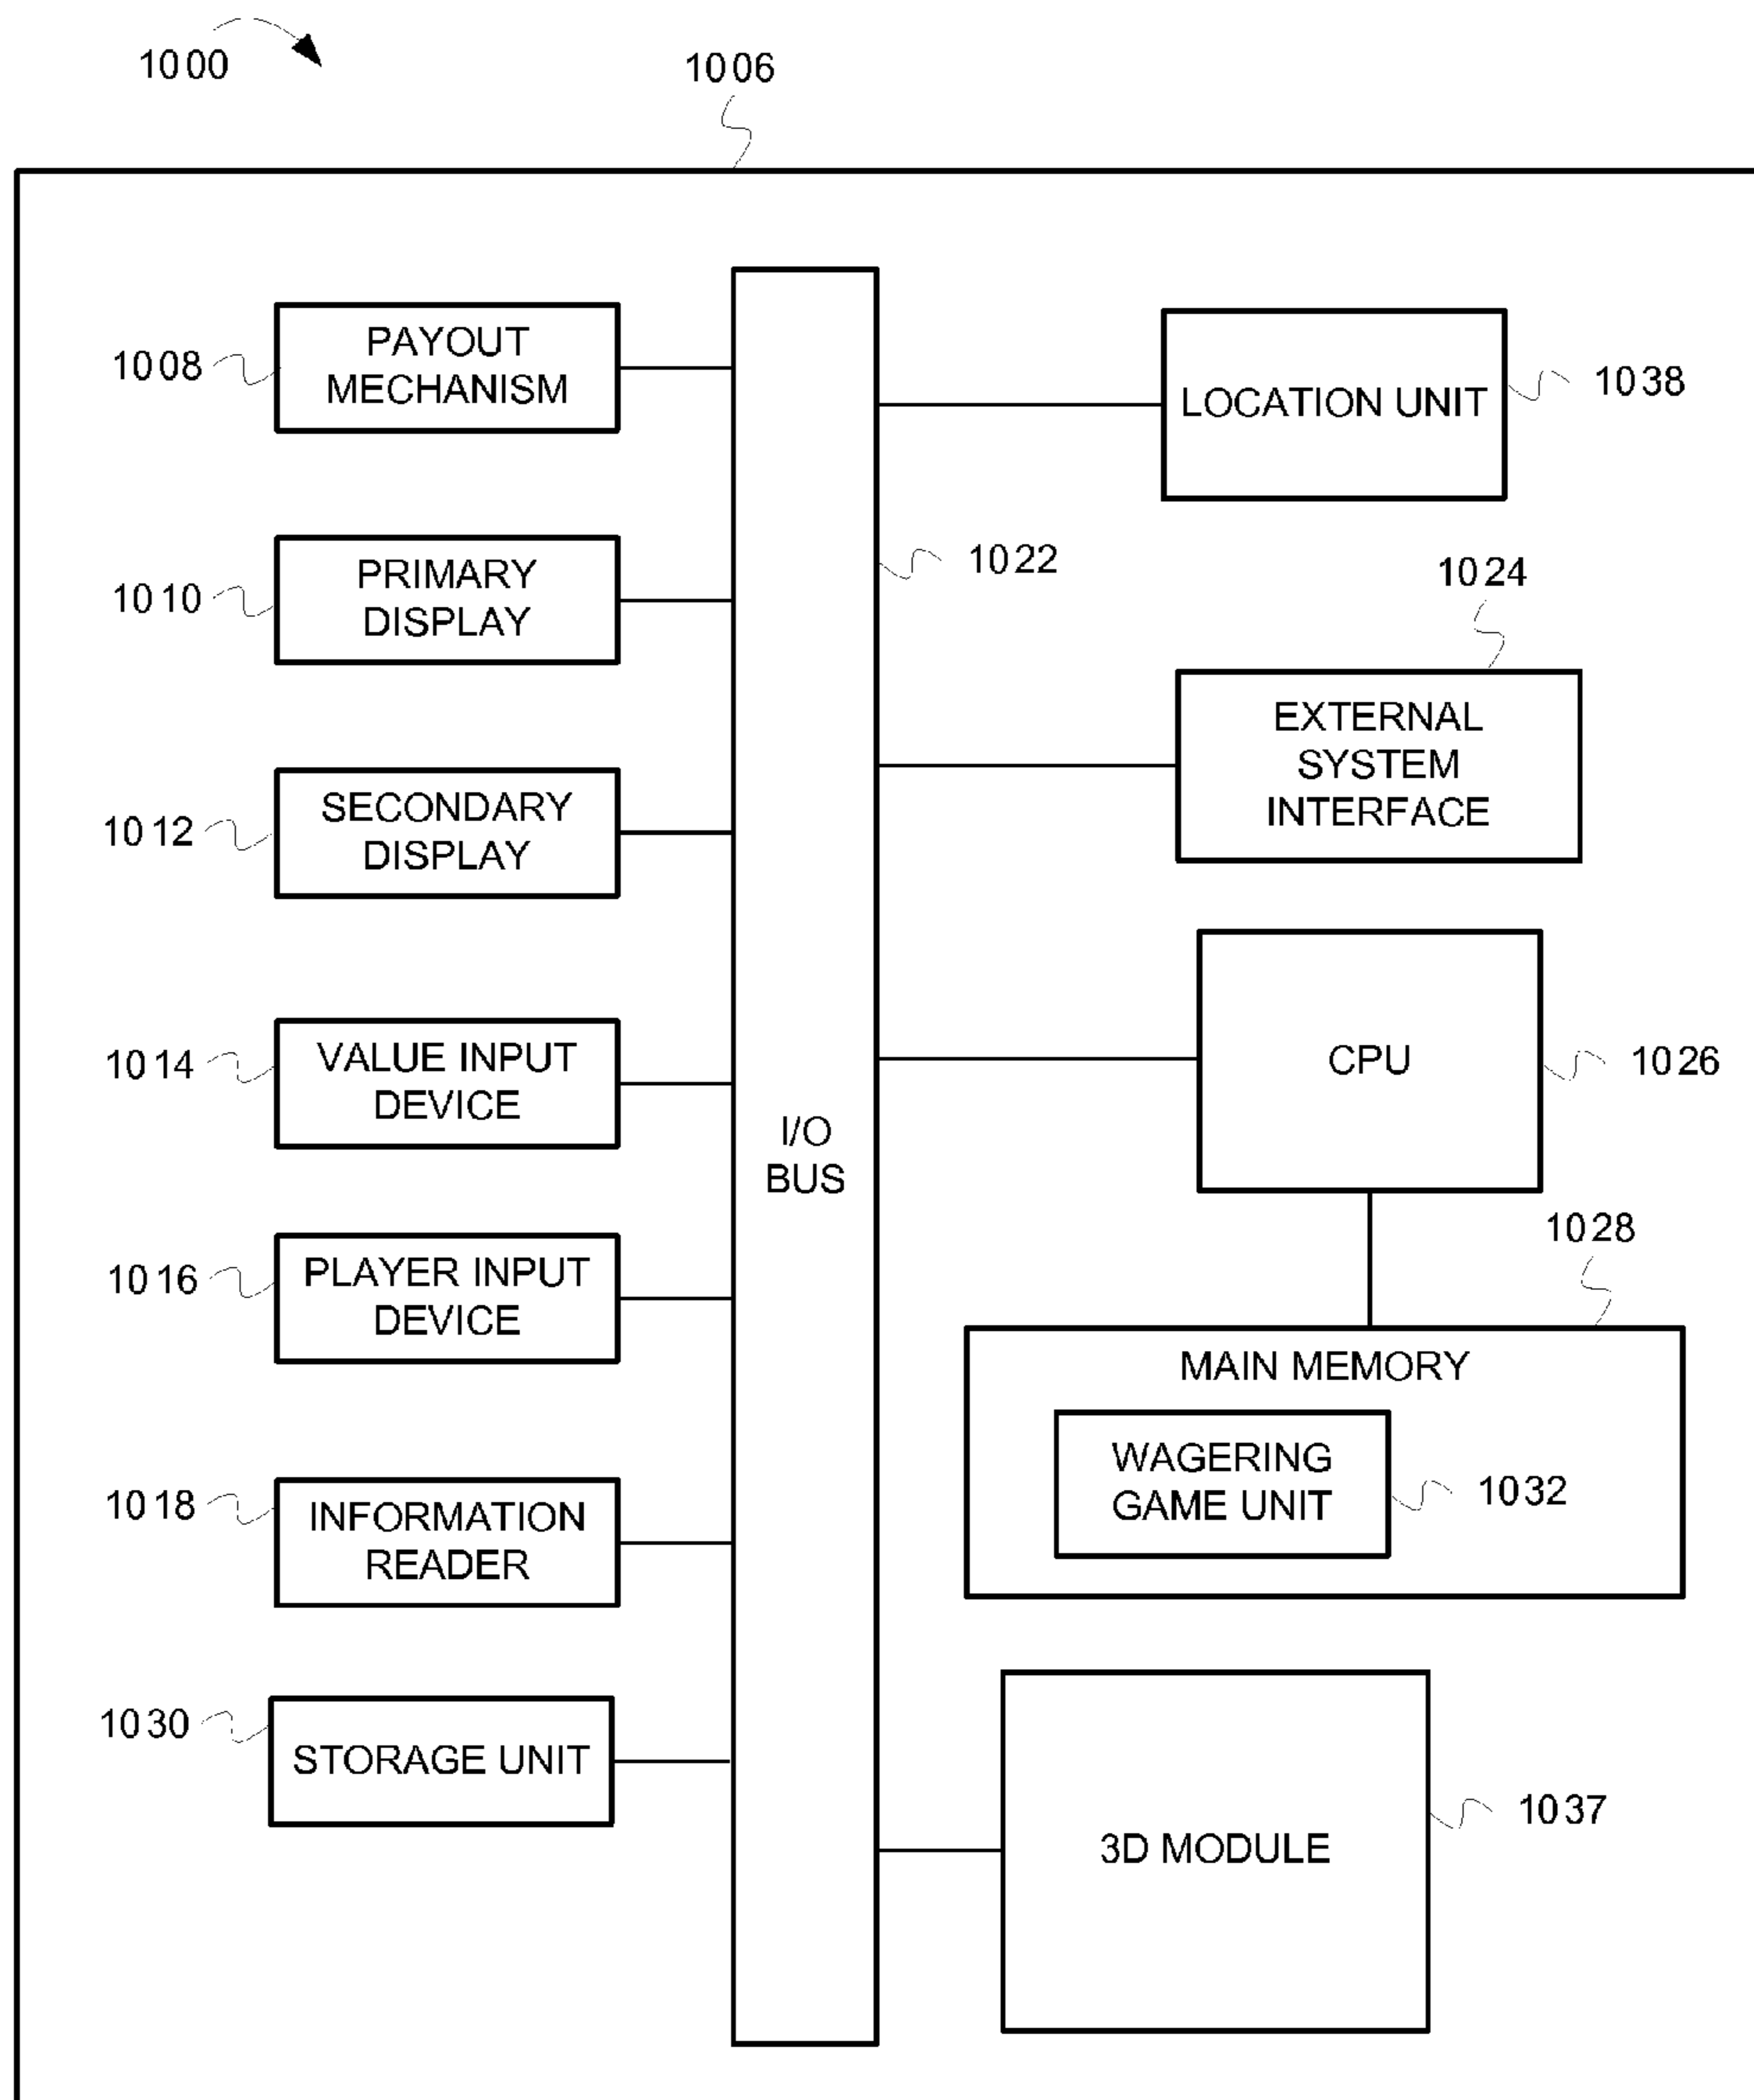 1000
1006
PAYOUT
MECHANISM
1008
LOCATION UNIT
1038
1022
PRIMARY
DISPLAY
1010
1024
EXTERNAL
SYSTEM
INTERFACE
SECONDARY
DISPLAY
1012
VALUE INPUT
DEVICE
1014
CPU
1026
I/O
BUS
PLAYER INPUT
DEVICE
1016
1028
MAIN MEMORY
WAGERING
GAME UNIT
1032
INFORMATION
READER
1018
1030
STORAGE UNIT
3D MODULE
1037